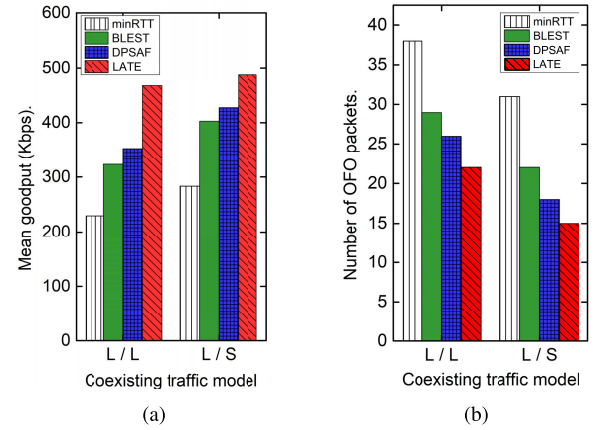 600
500
400
300
200
100
0
Mean goodput (Kbps).
minRTT
BLEST
DPSAF
LATE
L / L
L / S
Coexisting traffic model
(a)
40
35
30
25
20
15
10
5
0
Number of OFO packets.
minRTT
BLEST
DPSAF
LATE
L / L
L / S
Coexisting traffic model
(b)